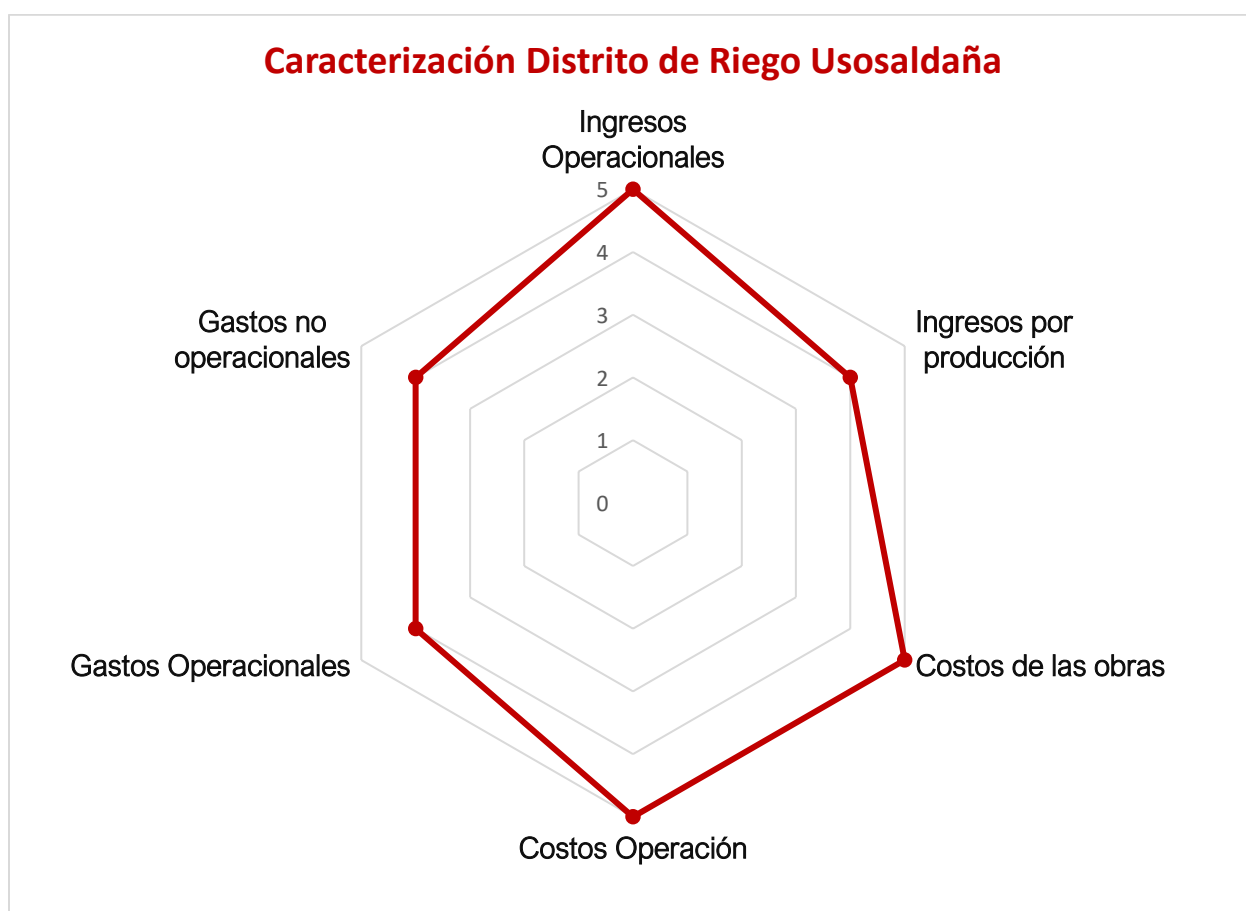 Caracterización Distrito de Riego Usosaldaña
Ingresos
Operacionales
5
4
3
2
1
0
Ingresos por
producción
Costos de las obras
Costos Operación
Gastos Operacionales
Gastos no
operacionales